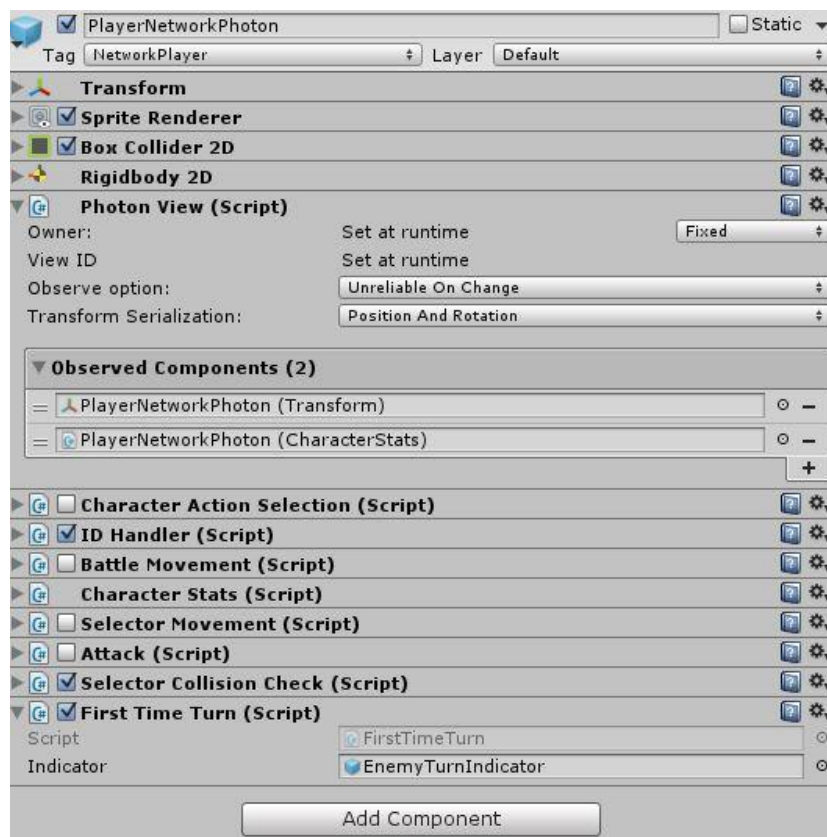 PlayerNetworkPhoton Static
Tag NetworkPlayer Layer Default
Transform
Sprite Renderer
Box Collider 2D
Rigidbody 2D
Photon View (Script)
Owner: Set at runtime Fixed
View ID Set at runtime
Observe option: Unreliable On Change
Transform Serialization: Position And Rotation
Observed Components (2)
PlayerNetworkPhoton (Transform)
PlayerNetworkPhoton (CharacterStats)
Character Action Selection (Script)
ID Handler (Script)
Battle Movement (Script)
Character Stats (Script)
Selector Movement (Script)
Attack (Script)
Selector Collision Check (Script)
First Time Turn (Script)
Script FirstTimeTurn
Indicator EnemyTurnIndicator
Add Component